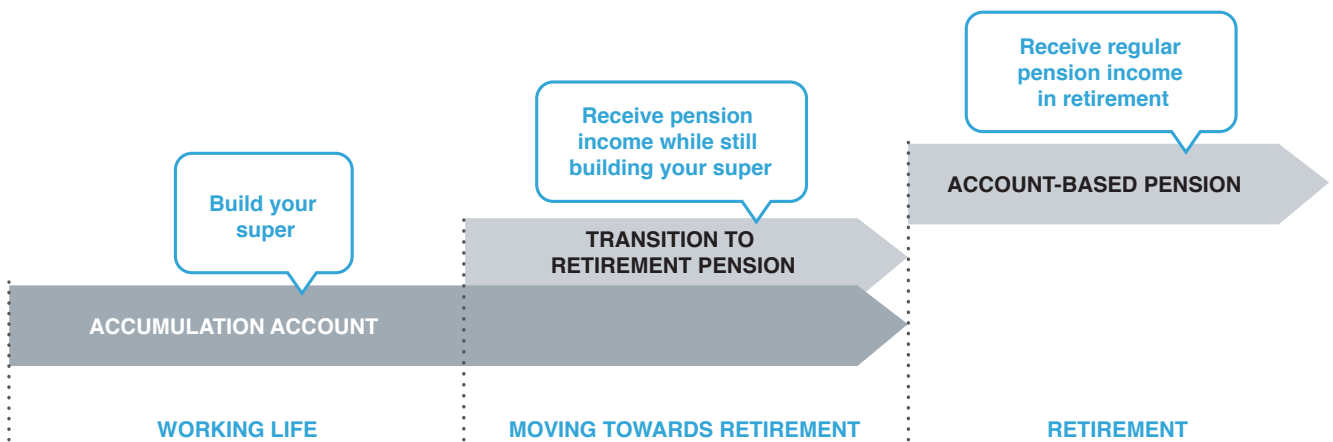 Build your
super
Receive pension
income while still
building your super
Receive regular
pension income
in retirement
ACCUMULATION ACCOUNT
TRANSITION TO
RETIREMENT PENSION
ACCOUNT-BASED PENSION
WORKING LIFE
MOVING TOWARDS RETIREMENT
RETIREMENT